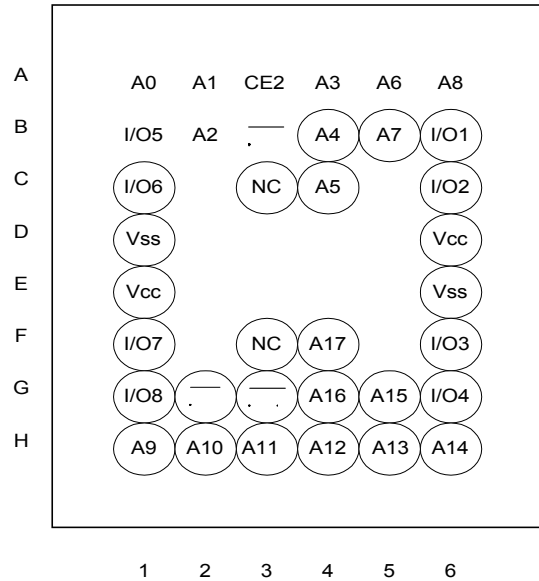 A A0 A1 CE2 A3 A6 A8
B I/O5 A2 A4 A7 I/O1
C I/O6 NC A5 I/O2
D Vss Vcc
E Vcc Vss
F I/O7 NC A17 I/O3
G I/O8 A16 A15 I/O4
H A9 A10 A11 A12 A13 A14
1 2 3 4 5 6